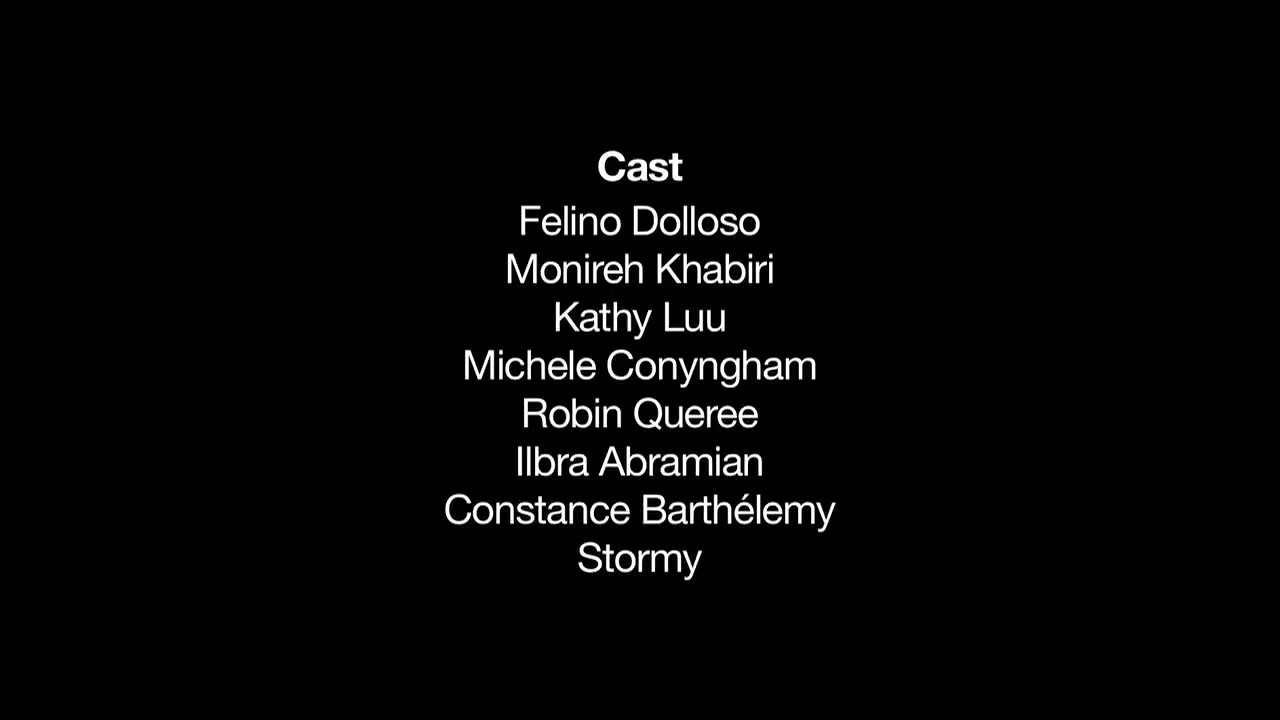 Cast
Felino Dolloso
Monireh Khabiri
Kathy Luu
Michele Conyngham
Robin Queree
Ilbra Abramian
Constance Barthélemy
Stormy